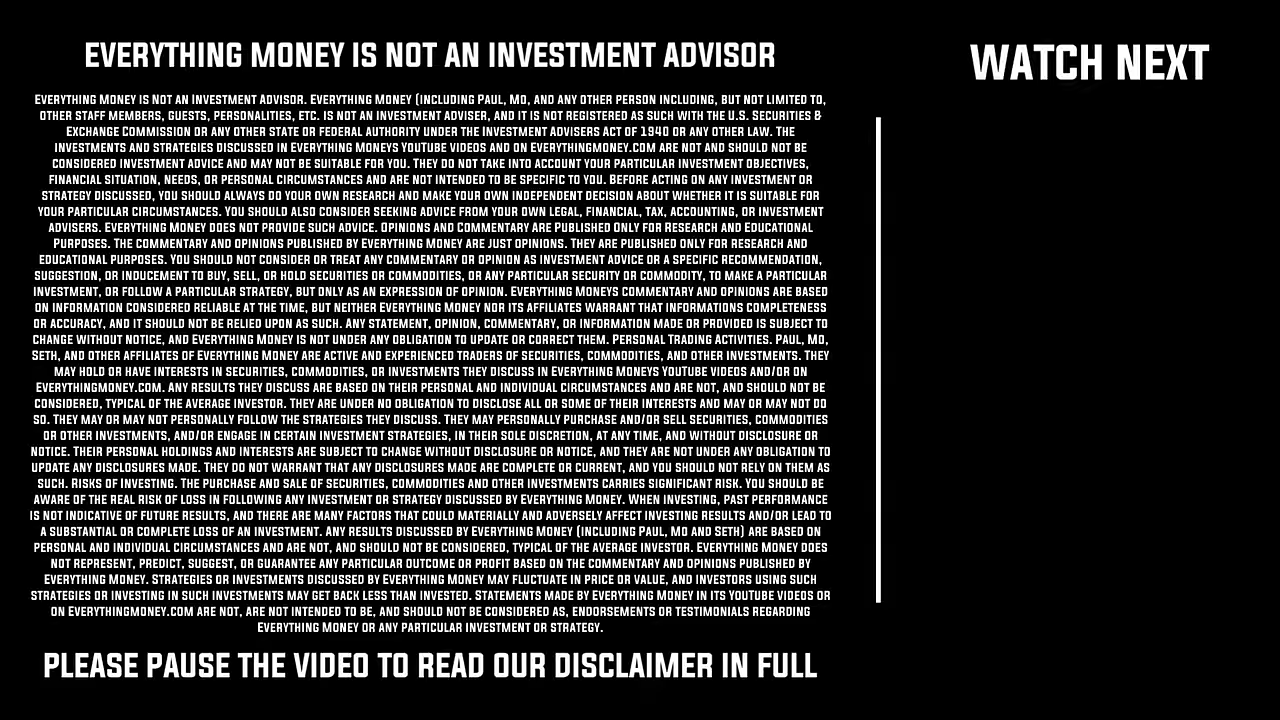 EVERYTHING MONEY IS NOT AN INVESTMENT ADVISOR
WATCH NEXT
EVERYTHING MONEY IS NOT AN INVESTMENT ADVISOR. EVERYTHING MONEY (INCLUDING PAUL, MO, AND ANY OTHER PERSON INCLUDING, BUT NOT LIMITED TO,
OTHER STAFF MEMBERS, GUESTS, PERSONALITIES, ETC. IS NOT AN INVESTMENT ADVISER, AND IT IS NOT REGISTERED AS SUCH WITH THE U.S. SECURITIES &
EXCHANGE COMMISSION OR ANY OTHER STATE OR FEDERAL AUTHORITY UNDER THE INVESTMENT ADVISERS ACT OF 1940 OR ANY OTHER LAW. THE
INVESTMENTS AND STRATEGIES DISCUSSED IN EVERYTHING MONEYS YOUTUBE VIDEOS AND ON EVERYTHINGMONEY.COM ARE NOT AND SHOULD NOT BE
CONSIDERED INVESTMENT ADVICE AND MAY NOT BE SUITABLE FOR YOU. THEY DO NOT TAKE INTO ACCOUNT YOUR PARTICULAR INVESTMENT OBJECTIVES,
FINANCIAL SITUATION, NEEDS, OR PERSONAL CIRCUMSTANCES AND ARE NOT INTENDED TO BE SPECIFIC TO YOU. BEFORE ACTING ON ANY INVESTMENT OR
STRATEGY DISCUSSED, YOU SHOULD ALWAYS DO YOUR OWN RESEARCH AND MAKE YOUR OWN INDEPENDENT DECISION ABOUT WHETHER IT IS SUITABLE FOR
YOUR PARTICULAR CIRCUMSTANCES. YOU SHOULD ALSO CONSIDER SEEKING ADVICE FROM YOUR OWN LEGAL, FINANCIAL, TAX, ACCOUNTING, OR INVESTMENT
ADVISERS. EVERYTHING MONEY DOES NOT PROVIDE SUCH ADVICE. OPINIONS AND COMMENTARY ARE PUBLISHED ONLY FOR RESEARCH AND EDUCATIONAL
PURPOSES. THE COMMENTARY AND OPINIONS PUBLISHED BY EVERYTHING MONEY ARE JUST OPINIONS. THEY ARE PUBLISHED ONLY FOR RESEARCH AND
EDUCATIONAL PURPOSES. YOU SHOULD NOT CONSIDER OR TREAT ANY COMMENTARY OR OPINION AS INVESTMENT ADVICE OR A SPECIFIC RECOMMENDATION,
SUGGESTION, OR INDUCEMENT TO BUY, SELL, OR HOLD SECURITIES OR COMMODITIES, OR ANY PARTICULAR SECURITY OR COMMODITY, TO MAKE A PARTICULAR
INVESTMENT, OR FOLLOW A PARTICULAR STRATEGY, BUT ONLY AS AN EXPRESSION OF OPINION. EVERYTHING MONEYS COMMENTARY AND OPINIONS ARE BASED
ON INFORMATION CONSIDERED RELIABLE AT THE TIME, BUT NEITHER EVERYTHING MONEY NOR ITS AFFILIATES WARRANT THAT INFORMATIONS COMPLETENESS
OR ACCURACY, AND IT SHOULD NOT BE RELIED UPON AS SUCH. ANY STATEMENT, OPINION, COMMENTARY, OR INFORMATION MADE OR PROVIDED IS SUBJECT TO
CHANGE WITHOUT NOTICE, AND EVERYTHING MONEY IS NOT UNDER ANY OBLIGATION TO UPDATE OR CORRECT THEM. PERSONAL TRADING ACTIVITIES. PAUL, MO,
SETH, AND OTHER AFFILIATES OF EVERYTHING MONEY ARE ACTIVE AND EXPERIENCED TRADERS OF SECURITIES, COMMODITIES, AND OTHER INVESTMENTS. THEY
MAY HOLD OR HAVE INTERESTS IN SECURITIES, COMMODITIES, OR INVESTMENTS THEY DISCUSS IN EVERYTHING MONEYS YOUTUBE VIDEOS AND/OR ON
EVERYTHINGMONEY.COM. ANY RESULTS THEY DISCUSS ARE BASED ON THEIR PERSONAL AND INDIVIDUAL CIRCUMSTANCES AND ARE NOT, AND SHOULD NOT BE
CONSIDERED, TYPICAL OF THE AVERAGE INVESTOR. THEY ARE UNDER NO OBLIGATION TO DISCLOSE ALL OR SOME OF THEIR INTERESTS AND MAY OR MAY NOT DO
SO. THEY MAY OR MAY NOT PERSONALLY FOLLOW THE STRATEGIES THEY DISCUSS. THEY MAY PERSONALLY PURCHASE AND/OR SELL SECURITIES, COMMODITIES
OR OTHER INVESTMENTS, AND/OR ENGAGE IN CERTAIN INVESTMENT STRATEGIES, IN THEIR SOLE DISCRETION, AT ANY TIME, AND WITHOUT DISCLOSURE OR
NOTICE. THEIR PERSONAL HOLDINGS AND INTERESTS ARE SUBJECT TO CHANGE WITHOUT DISCLOSURE OR NOTICE, AND THEY ARE NOT UNDER ANY OBLIGATION TO
UPDATE ANY DISCLOSURES MADE. THEY DO NOT WARRANT THAT ANY DISCLOSURES MADE ARE COMPLETE OR CURRENT, AND YOU SHOULD NOT RELY ON THEM AS
SUCH. RISKS OF INVESTING. THE PURCHASE AND SALE OF SECURITIES, COMMODITIES AND OTHER INVESTMENTS CARRIES SIGNIFICANT RISK. YOU SHOULD BE
AWARE OF THE REAL RISK OF LOSS IN FOLLOWING ANY INVESTMENT OR STRATEGY DISCUSSED BY EVERYTHING MONEY. WHEN INVESTING, PAST PERFORMANCE
IS NOT INDICATIVE OF FUTURE RESULTS, AND THERE ARE MANY FACTORS THAT COULD MATERIALLY AND ADVERSELY AFFECT INVESTING RESULTS AND/OR LEAD TO
A SUBSTANTIAL OR COMPLETE LOSS OF AN INVESTMENT. ANY RESULTS DISCUSSED BY EVERYTHING MONEY (INCLUDING PAUL, MO AND SETH) ARE BASED ON
PERSONAL AND INDIVIDUAL CIRCUMSTANCES AND ARE NOT, AND SHOULD NOT BE CONSIDERED, TYPICAL OF THE AVERAGE INVESTOR. EVERYTHING MONEY DOES
NOT REPRESENT, PREDICT, SUGGEST, OR GUARANTEE ANY PARTICULAR OUTCOME OR PROFIT BASED ON THE COMMENTARY AND OPINIONS PUBLISHED BY
EVERYTHING MONEY. STRATEGIES OR INVESTMENTS DISCUSSED BY EVERYTHING MONEY MAY FLUCTUATE IN PRICE OR VALUE, AND INVESTORS USING SUCH
STRATEGIES OR INVESTING IN SUCH INVESTMENTS MAY GET BACK LESS THAN INVESTED. STATEMENTS MADE BY EVERYTHING MONEY IN ITS YOUTUBE VIDEOS OR
ON EVERYTHINGMONEY.COM ARE NOT, ARE NOT INTENDED TO BE, AND SHOULD NOT BE CONSIDERED AS, ENDORSEMENTS OR TESTIMONIALS REGARDING
EVERYTHING MONEY OR ANY PARTICULAR INVESTMENT OR STRATEGY.
PLEASE PAUSE THE VIDEO TO READ OUR DISCLAIMER IN FULL